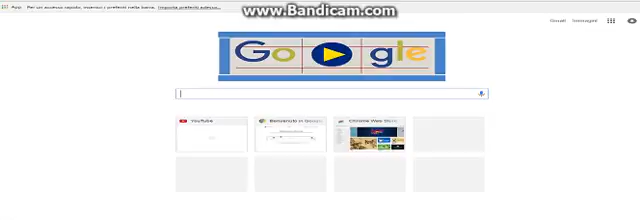 www.Bandicam.com
App Per un accesso rapido, inserisci i preferiti nella barra. Importa preferiti adesso...
Gmail Immagini
Google
YouTube
Benvenuto in Google
Chrome Web Store